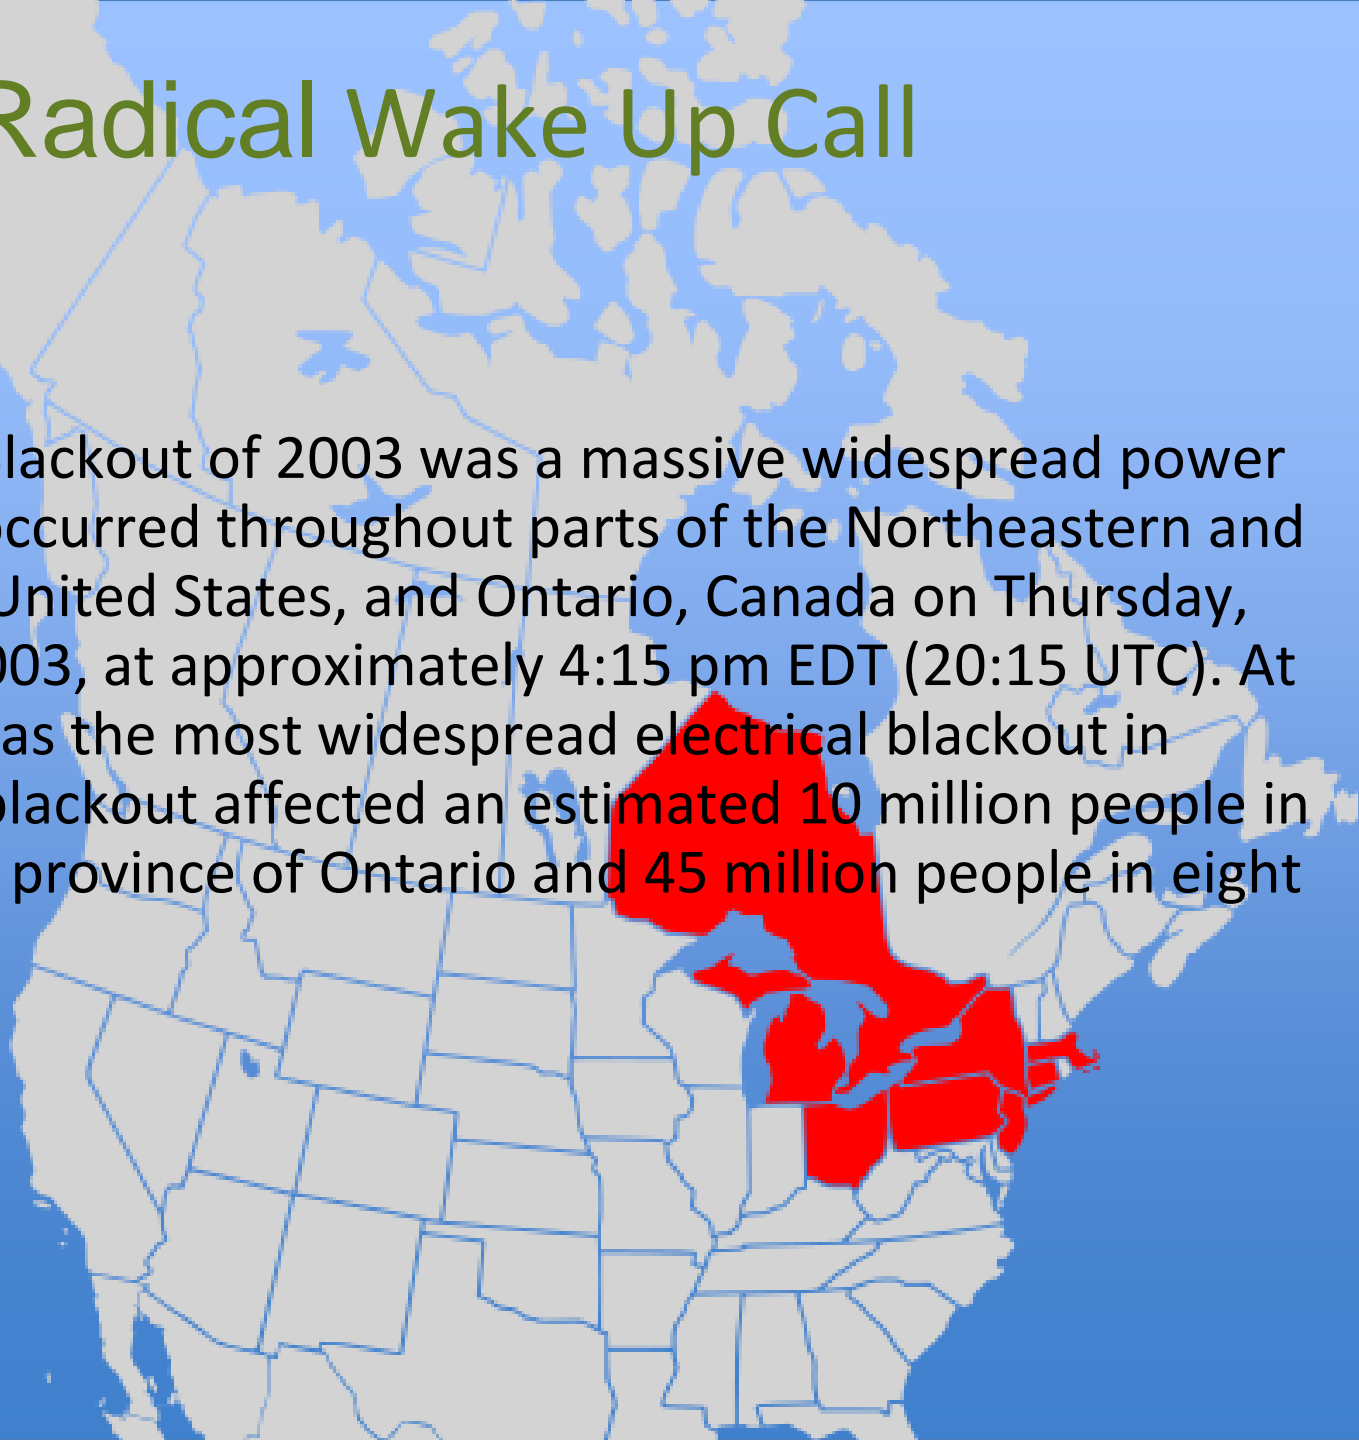 Radical Wake Up Call
lackout of 2003 was a massive widespread power
occurred throughout parts of the Northeastern and
United States, and Ontario, Canada on Thursday,
003, at approximately 4:15 pm EDT (20:15 UTC). At
as the most widespread electrical blackout in
blackout affected an estimated 10 million people in
province of Ontario and 45 million people in eight